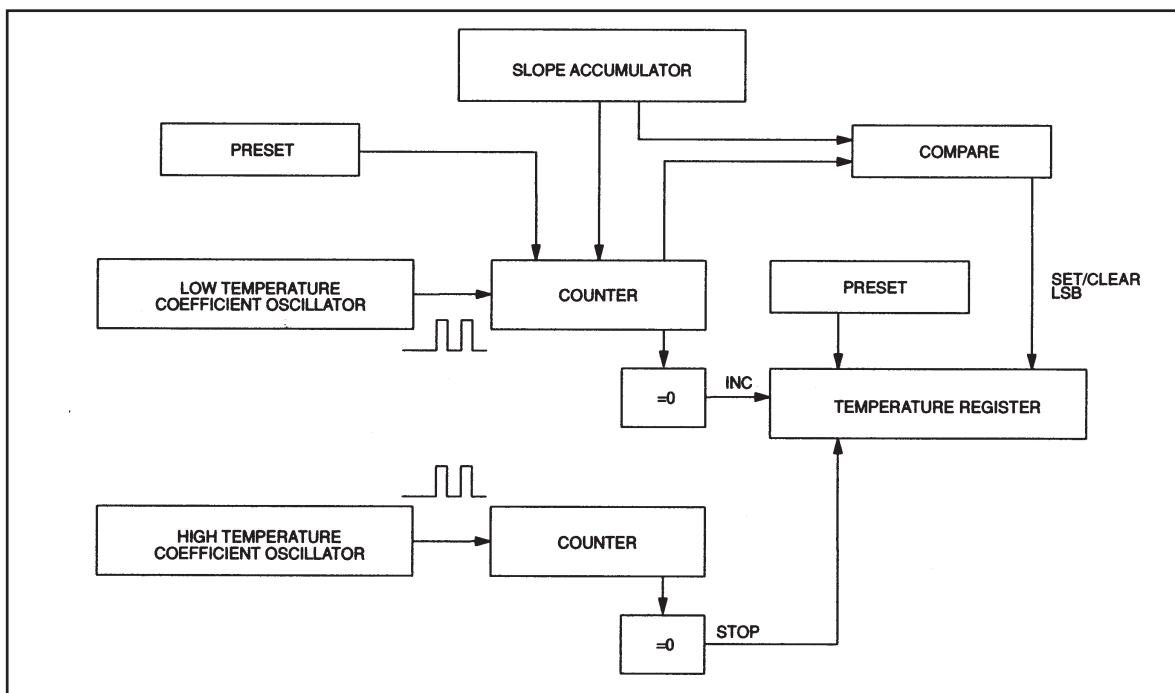 SLOPE ACCUMULATOR
PRESET
COMPARE
LOW TEMPERATURE
COEFFICIENT OSCILLATOR
COUNTER
PRESET
SET/CLEAR
LSB
=0
INC
TEMPERATURE REGISTER
HIGH TEMPERATURE
COEFFICIENT OSCILLATOR
COUNTER
=0
STOP